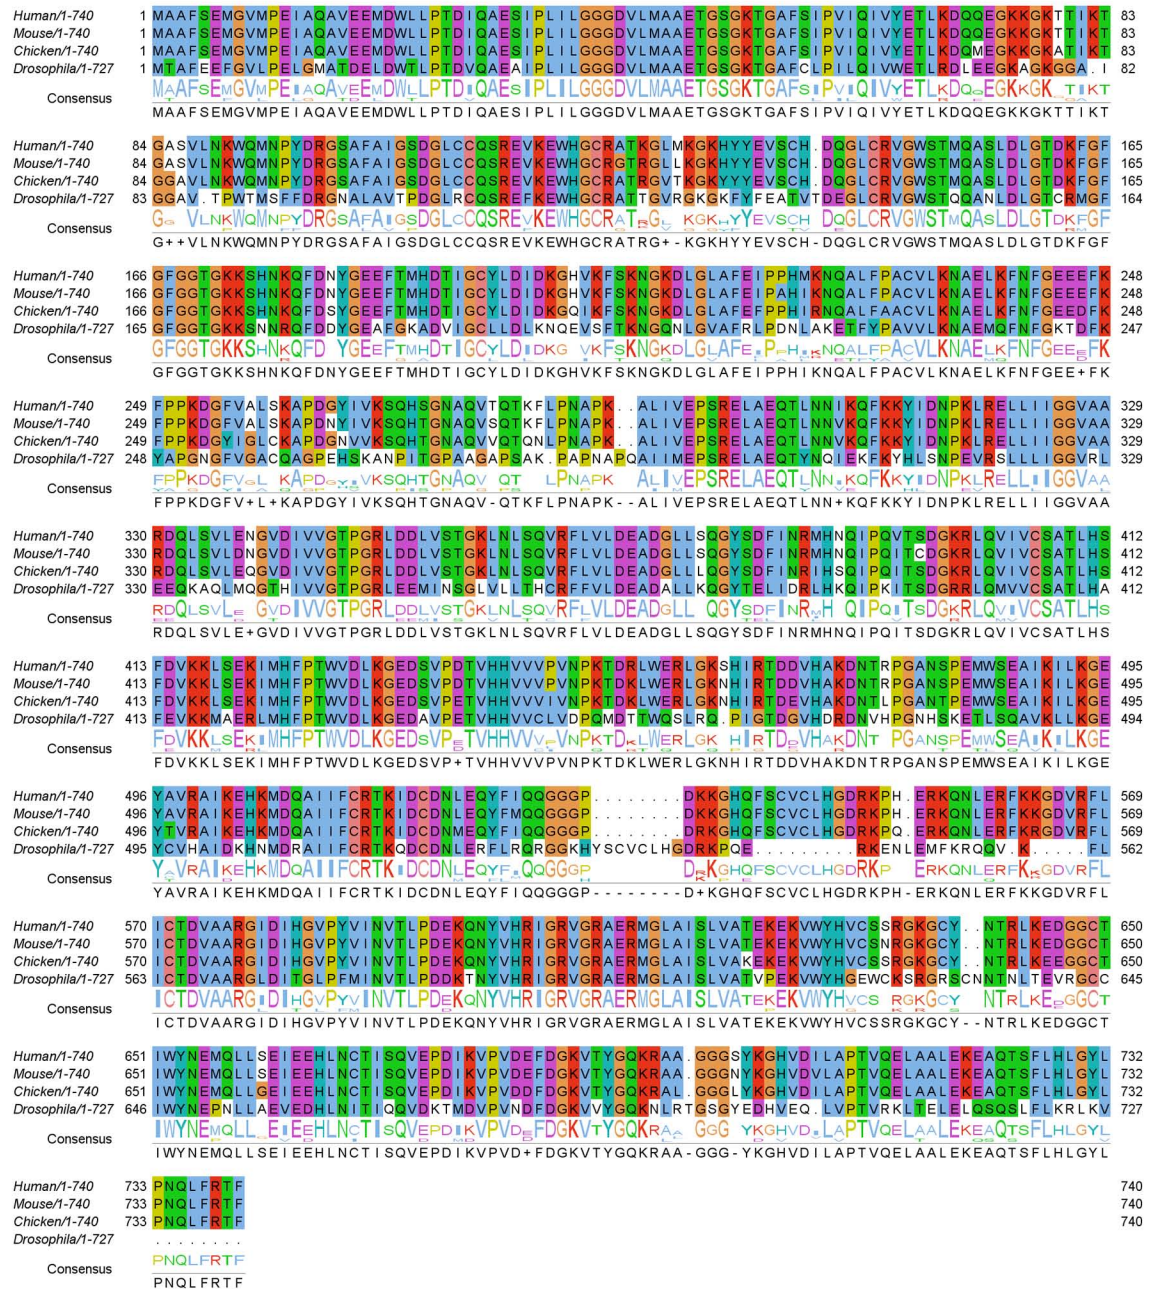 Human/1-740 1 MAAFSEMGVMPEIAQAVEEMDWLLPTDIQAESIPLILGGGDVLMAAETGSGKTGAFSIPVIQIVYETLKDQQEGKKGKTTIKT 83
Mouse/1-740 1 MAAFSEMGVMPEIAQAVEEMDWLLPTDIQAESIPLILGGGDVLMAAETGSGKTGAFSIPVIQIVYETLKDQQEGKKGKTTIKT 83
Chicken/1-740 1 MAAFSEMGVMPEIAQAVEEMDWLLPTDIQAESIPLILGGGDVLMAAETGSGKTGAFSIPVIQIVYETLKDQMEGKKGKATIKT 83
Drosophila/1-727 1 MTAFEEFGVLPELGMATDELDWTLPTDVQAEAIPLILGGGDVLMAAETGSGKTGAFCLPILQIVWETLRDLEEGKAGKGGA.I 82
Consensus
MAAFSEMGVMPEIAQAVEEMDWLLPTDIQAESIPLILGGGDVLMAAETGSGKTGAFSIPVIQIVYETLKDQQEGKKGKTTIKT
Human/1-740 84 GASVLNKWQMNPYDRGSAFAIGSDGLCCQSREVKEWHGCRATKGLMKGKHYYEVSCH.DQGLCRVGWSTMQASLDLGTDKFGF 165
Mouse/1-740 84 GASVLNKWQMNPYDRGSAFAIGSDGLCCQSREVKEWHGCRGTRGLLKGKHYYEVSCH.DQGLCRVGWSTMQASLDLGTDKFGF 165
Chicken/1-740 84 GGAVLNKWQMNPYDRGSAFAIGSDGLCCQSREVKEWHGCRATRGVTKGKYYYEVSCH.DQGLCRVGWSTMQASLDLGTDKFGF 165
Drosophila/1-727 83 GGAV.TPWTMSFFDRGNALAVTPDGLRCQSREFKEWHGCRATTGVRGKGKFYFEATVTDEGLCRVGWSTQQANLDLGTCRMGF 164
Consensus
G++VLNKWQMNPYDRGSAFAIGSDGLCCQSREVKEWHGCRATRG+-KGKHYYEVSCH-DQGLCRVGWSTMQASLDLGTDKFGF
Human/1-740 166 GFGGTGKKSHNKQFDNYGEEFTMHDTIGCYLDIDKGHVKFSKNGKDLGLAFEIPPHMKNQALFPACVLKNAELKFNFGEEEFK 248
Mouse/1-740 166 GFGGTGKKSHNKQFDNYGEEFTMHDTIGCYLDIDKGHVKFSKNGKDLGLAFEIPAHIKNQALFPACVLKNAELKFNFGEEEFK 248
Chicken/1-740 166 GFGGTGKKSHNKQFDSYGEEFTMHDTIGCYLDIDKGQIKFSKNGKDLGLAFEFPPHIRNQALFAACVLKNAELKFNFGEEDFK 248
Drosophila/1-727 165 GFGGTGKKSNNRQFDDYGEAFGKADVIGCLLDLKNQEVSFTKNGQNLGVAFRLPDNLAKETFYPAVVLKNAEMQFNFGKTDFK 247
Consensus
GFGGTGKKSHNKQFDNYGEEFTMHDTIGCYLDIDKGHVKFSKNGKDLGLAFEIPPHIKNQALFPACVLKNAELKFNFGEE+FK
Human/1-740 249 FPPKDGFVALSKAPDGYIVKSQHSGNAQVTQTKFLPNAPK..ALIVEPSRELAEQTLNNIKQFKKYIDNPKLRELLIIGGVAA 329
Mouse/1-740 249 FPPKDGFVALSKAPDNYIVKSQHTGNAQVSQTKFLPNAPK..ALIVEPSRELAEQTLNNVKQFKKYIDNPKLRELLIIGGVAA 329
Chicken/1-740 249 FPPKDGYIGLCKAPDGNVVKSQHTGNAQVVQTQNLPNAPK..ALIVEPSRELAEQTLNNVKQFKKYIDNPKLRELLIIGGVAA 329
Drosophila/1-727 248 YAPGNGFVGACQAGPEHSKANPITGPAAGAPSAK.PAPNAPQAIIMEPSRELAEQTYNQIEKFKYHLSNPEVRSLLLIGGVRL 329
Consensus
FPPKDGFV+L+KAPDGYIVKSQHTGNAQV-QTKFLPNAPK--ALIVEPSRELAEQTLNN+KQFKKYIDNPKLRELLIIGGVAA
Human/1-740 330 RDQLSVLENGVDIVVGTPGRLDDLVSTGKLNLSQVRFLVLDEADGLLSQGYSDFINRMHNQIPQVTSDGKRLQVIVCSATLHS 412
Mouse/1-740 330 RDQLSVLENGVDIVVGTPGRLDDLVSTGKLNLSQVRFLVLDEADGLLSQGYSDFINRMHNQIPQITCDGKRLQVIVCSATLHS 412
Chicken/1-740 330 RDQLSVLEQGVDIVVGTPGRLDDLVSTGKLNLSQVRFLVLDEADGLLLQGYSDFINRIHSQIPQITSDGKRLQVIVCSATLHS 412
Drosophila/1-727 330 EEQKAQLMQGTHIVVGTPGRLEEMINSGLVLLTHCRFFVLDEADALLKQGYTELIDRLHKQIPKITSDGRRLQMVVCSATLHA 412
Consensus
RDQLSVLE+GVDIVVGTPGRLDDLVSTGKLNLSQVRFLVLDEADGLLSQGYSDFINRMHNQIPQITSDGKRLQVIVCSATLHS
Human/1-740 413 FDVKKLSEKIMHFPTWVDLKGEDSVPDTVHHVVVPVNPKTDRLWERLGKSHIRTDDVHAKDNTRPGANSPEMWSEAIKILKGE 495
Mouse/1-740 413 FDVKKLSEKIMHFPTWVDLKGEDSVPDTVHHVVVPVNPKTDKLWERLGKNHIRTDDVHAKDNTRPGANSPEMWSEAIKILKGE 495
Chicken/1-740 413 FDVKKLSEKIMHFPTWVDLKGEDSVPETVHHVVVIVNPKTDKLWERLGKNHIRTDEVHAKDNTLPGANTPEMWSEAIKILKGE 495
Drosophila/1-727 413 FEVKKMAERLMHFPTWVDLKGEDAVPETVHHVVCLVDPQMDTTWQSLRQ.PIGTDGVHDRDNVHPGNHSKETLSQAVKLLKGE 494
Consensus
FDVKKLSEKIMHFPTWVDLKGEDSVP+TVHHVVVPVNPKTDKLWERLGKNHIRTDDVHAKDNTRPGANSPEMWSEAIKILKGE
Human/1-740 496 YAVRAIKEHKMDQAIIFCRTKIDCDNLEQYFIQQGGGP........DKKGHQFSCVCLHGDRKPH.ERKQNLERFKKGDVRFL 569
Mouse/1-740 496 YAVRAIKEHKMDQAIIFCRTKIDCDNLEQYFMQQGGGP........DKKGHQFSCVCLHGDRKPH.ERKQNLERFKKGDVRFL 569
Chicken/1-740 496 YTVRAIKEHKMDQAIIFCRTKIDCDNMEQYFIQQGGGP........DRKGHQFSCVCLHGDRKPQ.ERKQNLERFKRGDVRFL 569
Drosophila/1-727 495 YCVHAIDKHNMDRAIIFCRTKQDCDNLERFLRQRGGKHYSCVCLHGDRKPQE.........RKENLEMFKRQQV.K.....FL 562
Consensus
YAVRAIKEHKMDQAIIFCRTKIDCDNLEQYFIQQGGGP--------D+KGHQFSCVCLHGDRKPH-ERKQNLERFKKGDVRFL
Human/1-740 570 ICTDVAARGIDIHGVPYVINVTLPDEKQNYVHRIGRVGRAERMGLAISLVATEKEKVWYHVCSSRGKGCY..NTRLKEDGGCT 650
Mouse/1-740 570 ICTDVAARGIDIHGVPYVINVTLPDEKQNYVHRIGRVGRAERMGLAISLVATEKEKVWYHVCSNRGKGCY..NTRLKEDGGCT 650
Chicken/1-740 570 ICTDVAARGIDIHGVPYVINVTLPDEKQNYVHRIGRVGRAERMGLAISLVAKEKEKVWYHVCSSRGKGCY..NTRLKEEGGCT 650
Drosophila/1-727 563 ICTDVAARGLDITGLPFMINVTLPDDKTNYVHRIGRVGRAERMGLAISLVATVPEKVWYHGEWCKSRGRSCNNTNLTEVRGCC 645
Consensus
ICTDVAARGIDIHGVPYVINVTLPDEKQNYVHRIGRVGRAERMGLAISLVATEKEKVWYHVCSSRGKGCY--NTRLKEDGGCT
Human/1-740 651 IWYNEMQLLSEIEEHLNCTISQVEPDIKVPVDEFDGKVTYGQKRAA.GGGSYKGHVDILAPTVQELAALEKEAQTSFLHLGYL 732
Mouse/1-740 651 IWYNEMQLLSEIEEHLNCTISQVEPDIKVPVDEFDGKVTYGQKRAA.GGGNYKGHVDVLAPTVQELAALEKEAQTSFLHLGYL 732
Chicken/1-740 651 IWYNEMQLLGEIEEHLNCTISQVEPDIKVPVDDFDGKVTYGQKRAL.GGGLYKGHVDILAPTVQELAALEKEAQTSFLHLGYL 732
Drosophila/1-727 646 IWYNEPNLLAEVEDHLNITIQQVDKTMDVPVNDFDGKVVYGQKNLRTGSGYEDHVEQ.LVPTVRKLTELELQSQSLFLKRLKV 727
Consensus
IWYNEMQLLSEIEEHLNCTISQVEPDIKVPVD+FDGKVTYGQKRAA-GGG-YKGHVDILAPTVQELAALEKEAQTSFLHLGYL
Human/1-740 733 PNQLFRTF 740
Mouse/1-740 733 PNQLFRTF 740
Chicken/1-740 733 PNQLFRTF 740
Drosophila/1-727 ........
Consensus
PNQLFRTF